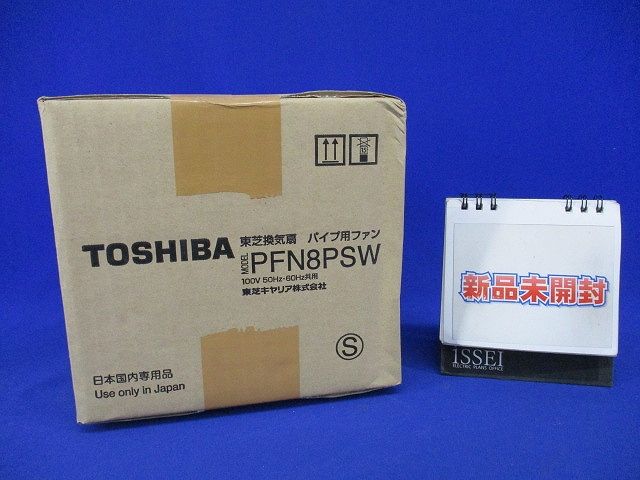 TOSHIBA
東芝換気扇 パイプ用ファン
MODEL PFN8PSW
100V 50Hz-60Hz共用
東芝キヤリア株式会社
S
日本国内専用品
Use only in Japan
新品未開封
ISSEI
ELECTRIC PLANS OFFICE